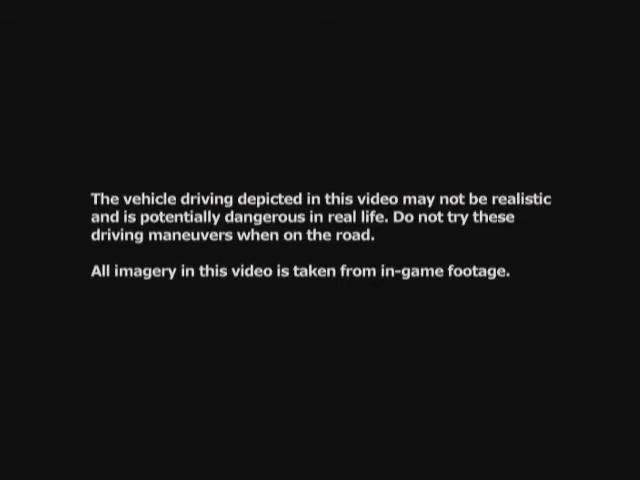 The vehicle driving depicted in this video may not be realistic
and is potentially dangerous in real life. Do not try these
driving maneuvers when on the road.
All imagery in this video is taken from in-game footage.